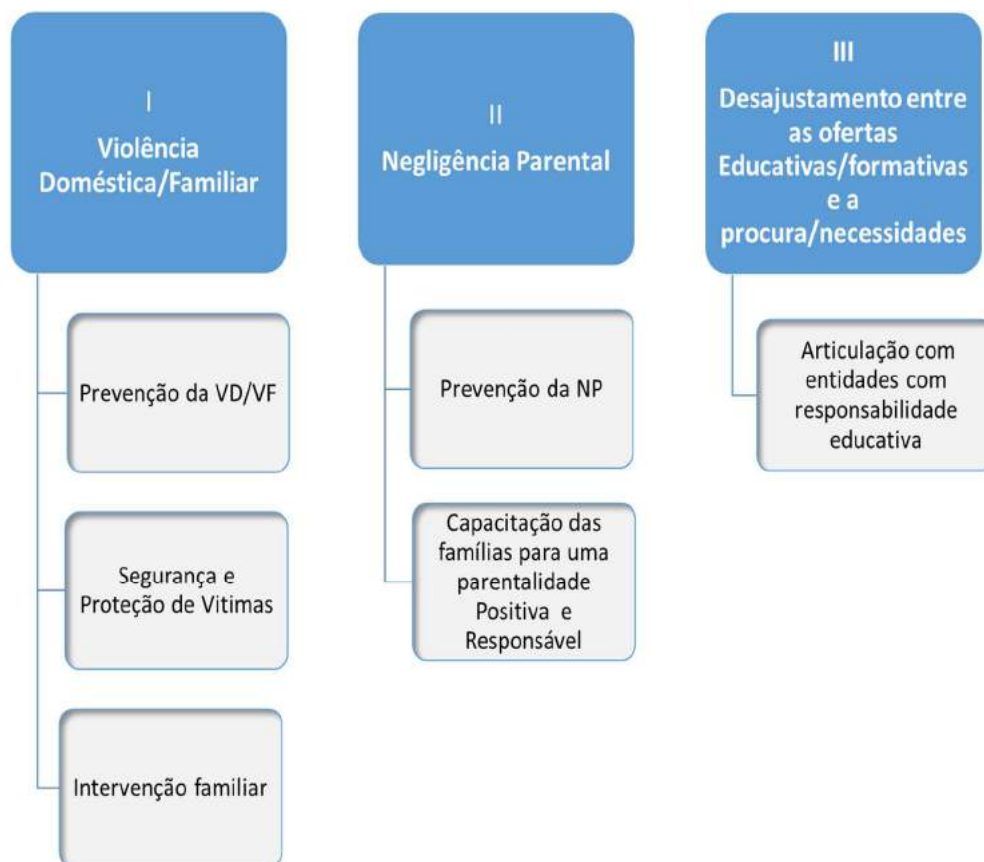 I
Violência
Doméstica/Familiar
Prevenção da VD/VF
Segurança e
Proteção de Vitimas
Intervenção familiar
II
Negligência Parental
Prevenção da NP
Capacitação das
famílias para uma
parentalidade
Positiva e
Responsável
III
Desajustamento entre
as ofertas
Educativas/formativas
e a
procura/necessidades
Articulação com
entidades com
responsabilidade
educativa